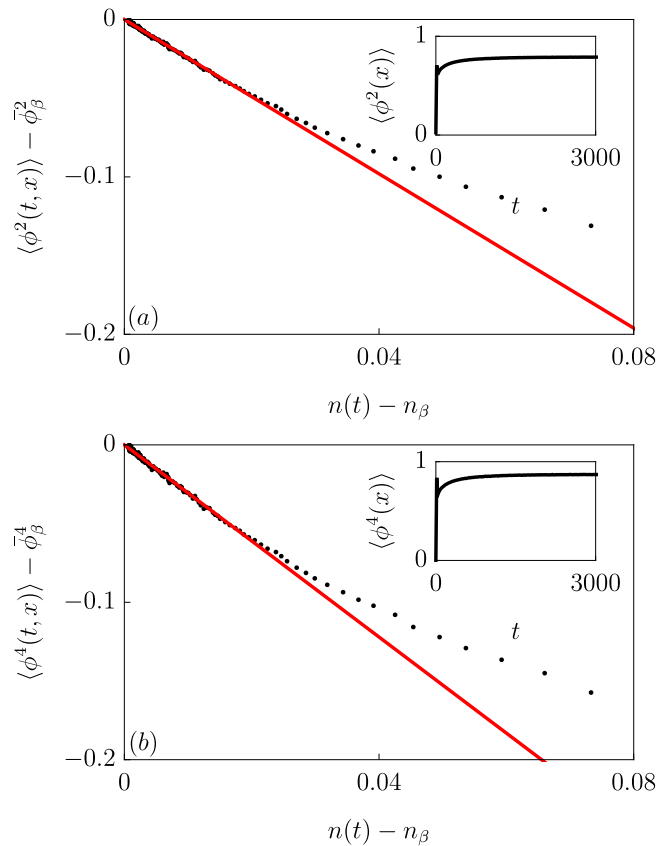 0
−0.1
−0.2
⟨ϕ²(t, x)⟩ − ϕ̄²_β
1
0
⟨ϕ²(x)⟩
0 3000
t
(a)
0 0.04 0.08
n(t) − n_β
0
−0.1
−0.2
⟨ϕ⁴(t, x)⟩ − ϕ̄⁴_β
1
0
⟨ϕ⁴(x)⟩
0 3000
t
(b)
0 0.04 0.08
n(t) − n_β